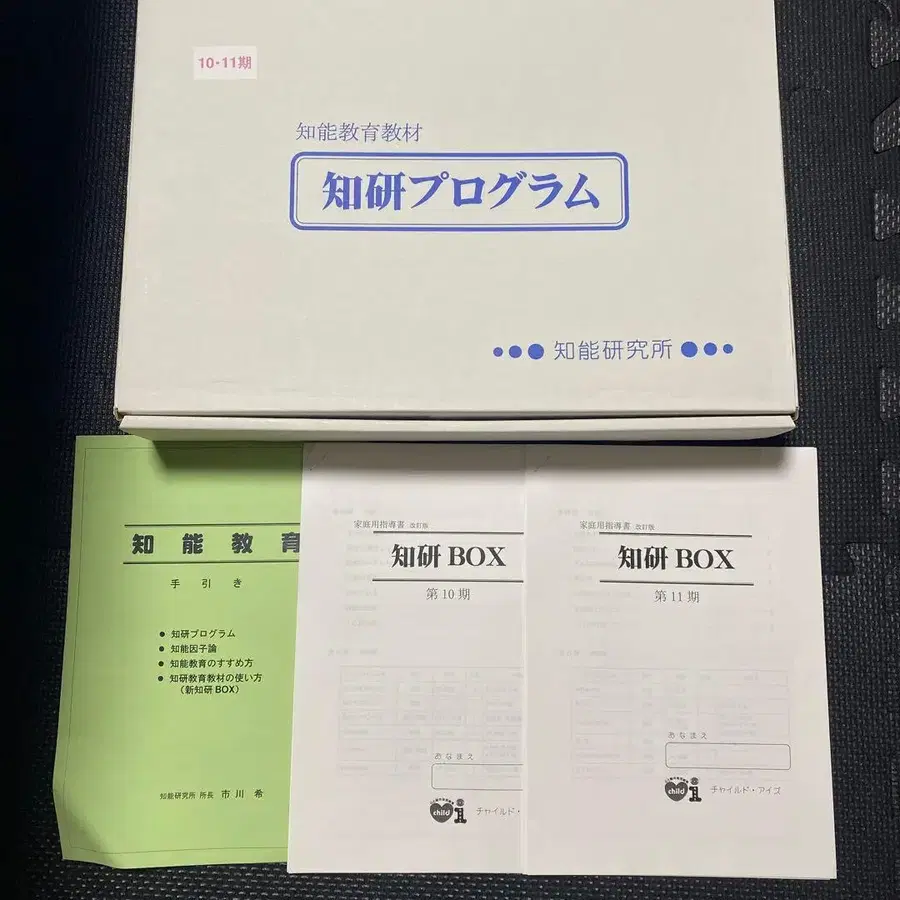 10・11期
知能教育教材
知研プログラム
●●●知能研究所●●●
知能教育
手引き
● 知研プログラム
● 知能因子論
● 知能教育のすすめ方
● 知研教育教材の使い方
（新知研BOX）
知能研究所 所長 市川 希
家庭用指導書 改訂版
知研 BOX
第10期
おなまえ
child i
チャイルド・
家庭用指導書 改訂版
知研 BOX
第11期
おなまえ
child i
チャイルド・アイズ